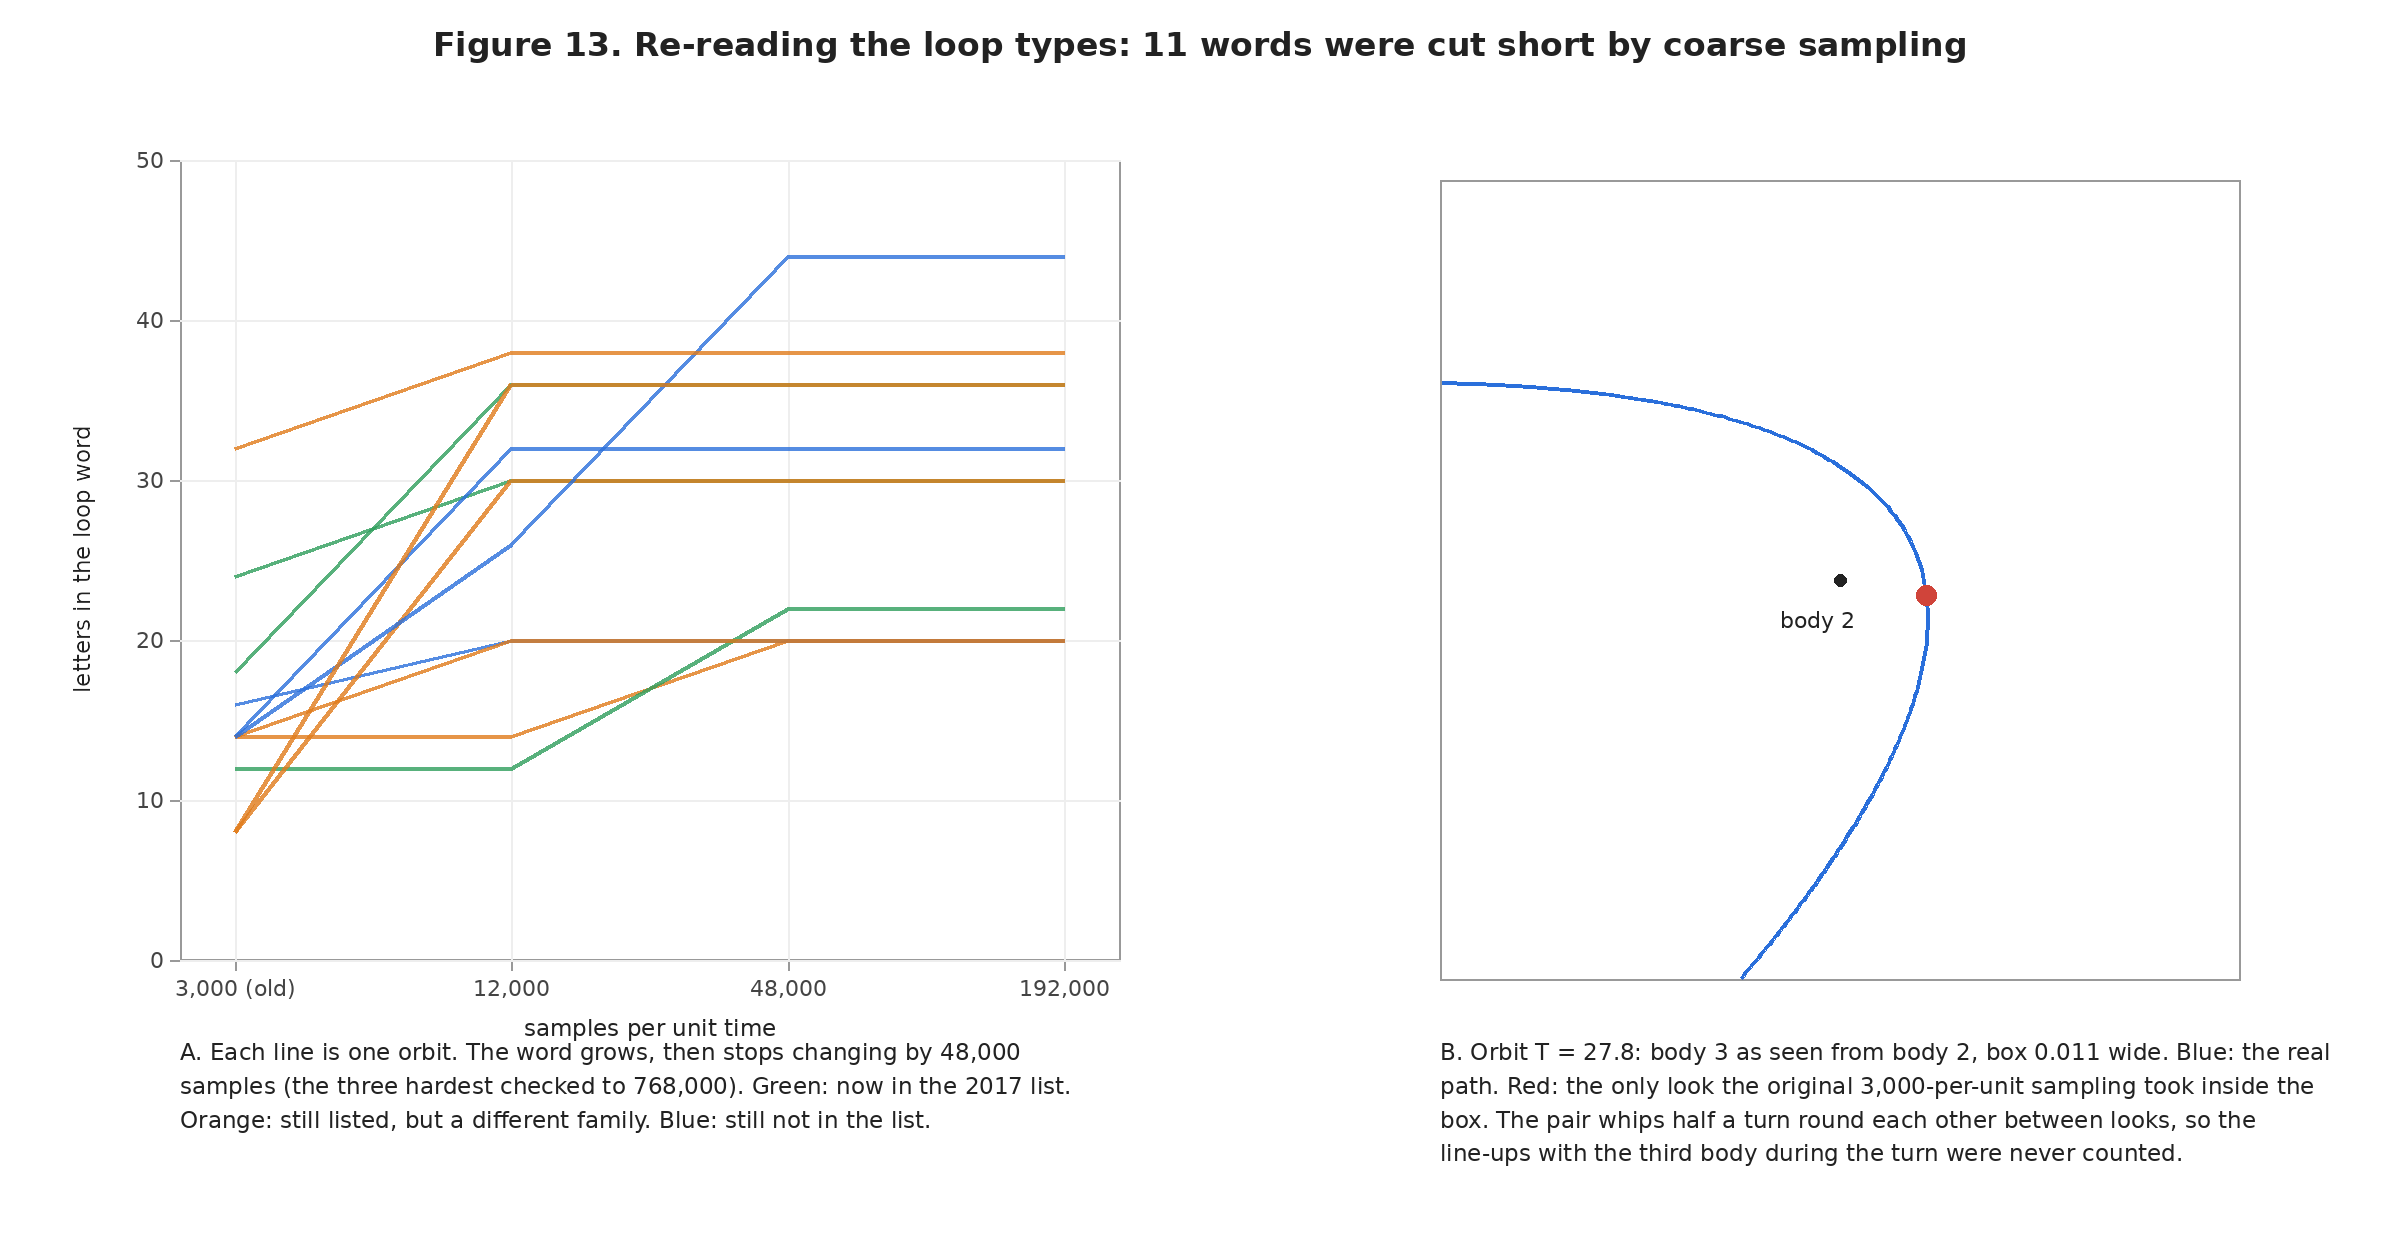 Figure 13. Re-reading the loop types: 11 words were cut short by coarse sampling
letters in the loop word
50
40
30
20
10
0
3,000 (old)
12,000
48,000
192,000
samples per unit time
A. Each line is one orbit. The word grows, then stops changing by 48,000
samples (the three hardest checked to 768,000). Green: now in the 2017 list.
Orange: still listed, but a different family. Blue: still not in the list.
body 2
B. Orbit T = 27.8: body 3 as seen from body 2, box 0.011 wide. Blue: the real
path. Red: the only look the original 3,000-per-unit sampling took inside the
box. The pair whips half a turn round each other between looks, so the
line-ups with the third body during the turn were never counted.